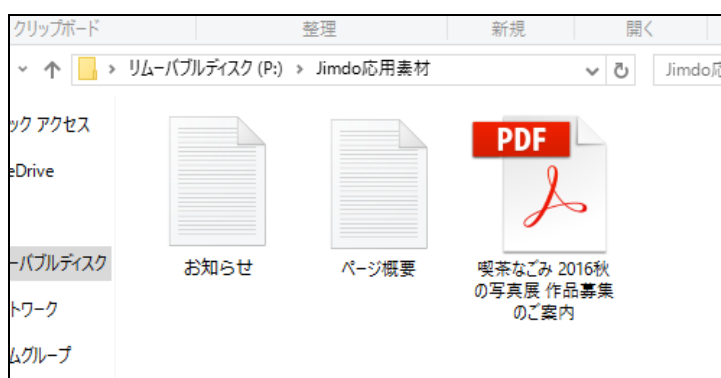 クリップボード 整理 新規 開く
リムーバブルディスク (P:) > Jimdo応用素材 Jimdo応
ック アクセス
eDrive
ーバブルディスク
トワーク
ムグループ
お知らせ
ページ概要
PDF
喫茶なごみ 2016秋
の写真展 作品募集
のご案内